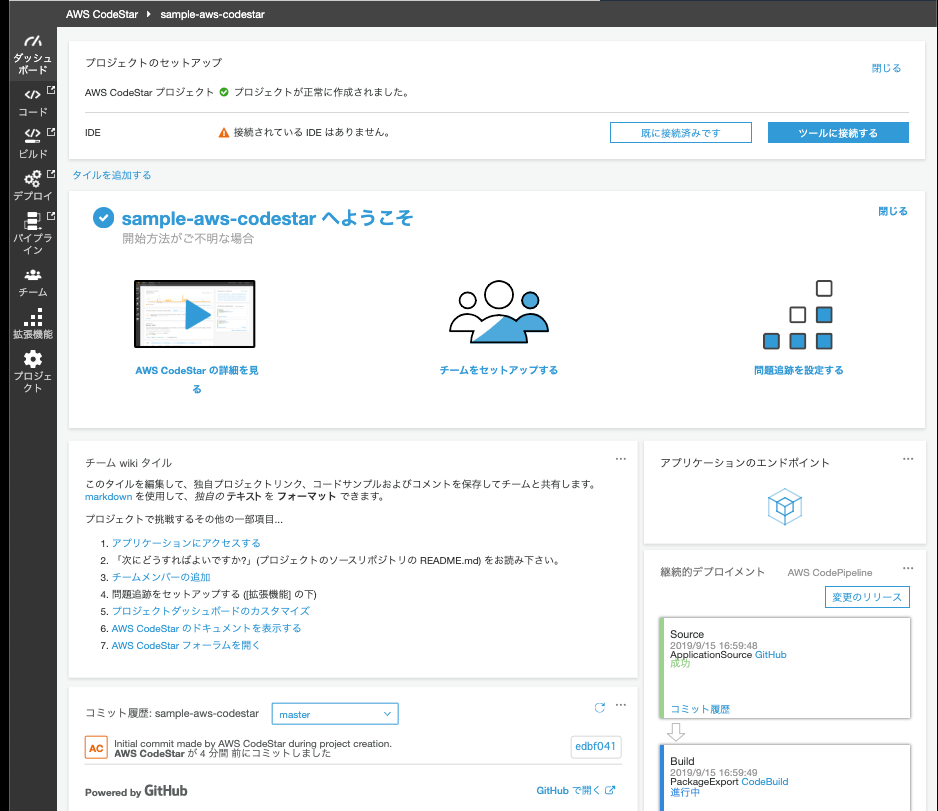 AWS CodeStar sample-aws-codestar
ダッシュ
ボード
コード
ビルド
デプロイ
パイプラ
イン
チーム
拡張機能
プロジェ
クト
プロジェクトのセットアップ
閉じる
AWS CodeStar プロジェクト プロジェクトが正常に作成されました。
IDE 接続されている IDE はありません。 既に接続済みです ツールに接続する
タイルを追加する
sample-aws-codestar へようこそ 閉じる
開始方法がご不明な場合
AWS CodeStar の詳細を見
る
チームをセットアップする
問題追跡を設定する
チーム wiki タイル ...
このタイルを編集して、独自プロジェクトリンク、コードサンプルおよびコメントを保存してチームと共有します。
markdown を使用して、独自の テキスト を フォーマット できます。
プロジェクトで挑戦するその他の一部項目...
1. アプリケーションにアクセスする
2. 「次にどうすればよいですか?」(プロジェクトのソースリポジトリの README.md) をお読み下さい。
3. チームメンバーの追加
4. 問題追跡をセットアップする ([拡張機能] の下)
5. プロジェクトダッシュボードのカスタマイズ
6. AWS CodeStar のドキュメントを表示する
7. AWS CodeStar フォーラムを開く
アプリケーションのエンドポイント ...
継続的デプロイメント AWS CodePipeline ...
変更のリリース
Source
2019/9/15 16:59:48
ApplicationSource GitHub
成功
コミット履歴
Build
2019/9/15 16:59:49
PackageExport CodeBuild
進行中
コミット履歴: sample-aws-codestar master ...
AC
Initial commit made by AWS CodeStar during project creation.
AWS CodeStar が 4 分間 前にコミットしました
edbf041
Powered by GitHub GitHub で開く